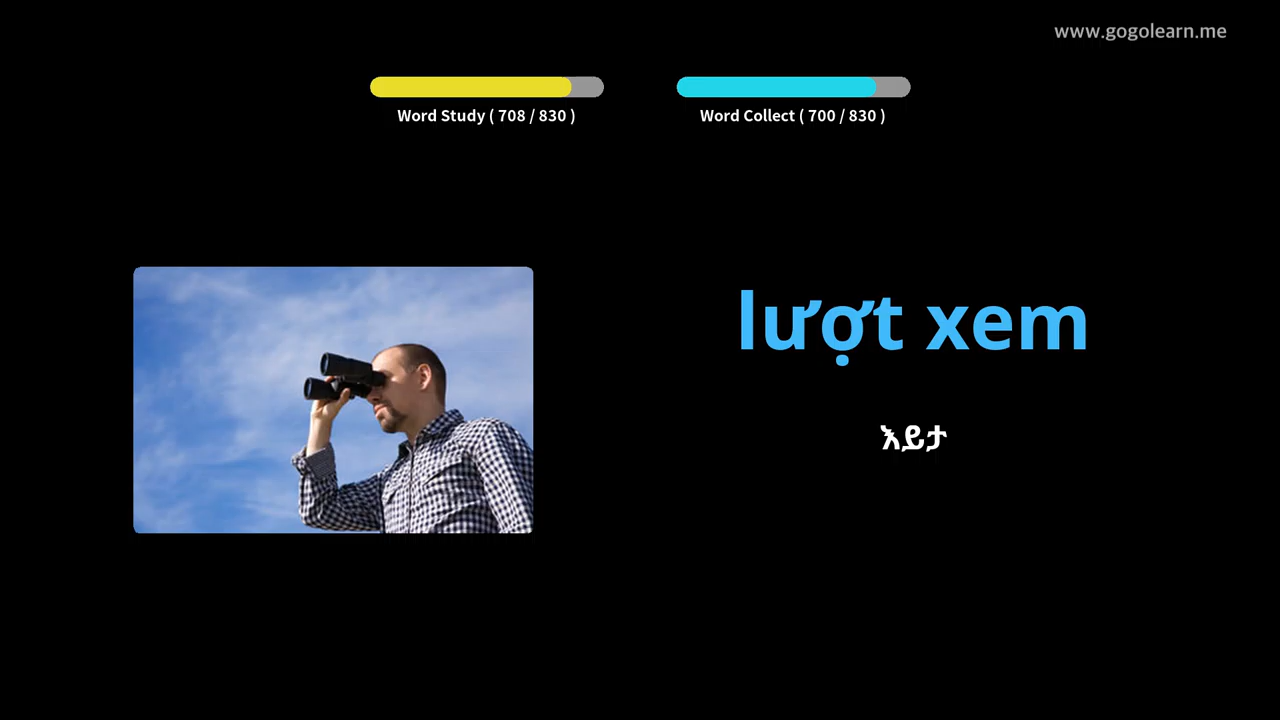 www.gogolearn.me
Word Study ( 708 / 830 )
Word Collect ( 700 / 830 )
lượt xem
እይታ